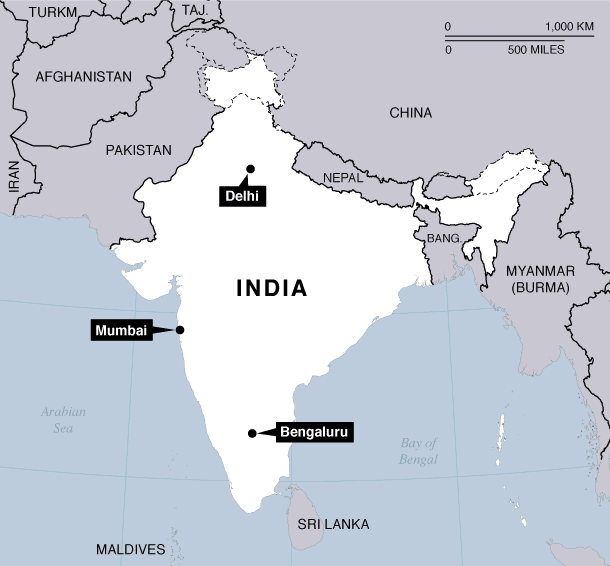 TURKM
TAJ.
0 1,000 KM
0 500 MILES
AFGHANISTAN
CHINA
PAKISTAN
IRAN
NEPAL
Delhi
BANG.
MYANMAR
(BURMA)
INDIA
Mumbai
Arabian
Sea
Bengaluru
Bay of
Bengal
SRI LANKA
MALDIVES